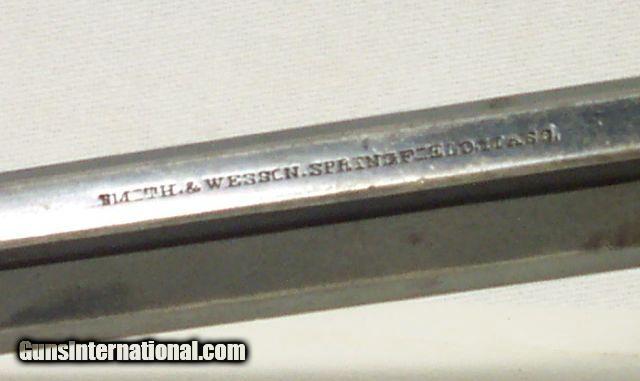 SMITH. & WESSON. SPRINGFIELD. MASS.
GunsInternational.com